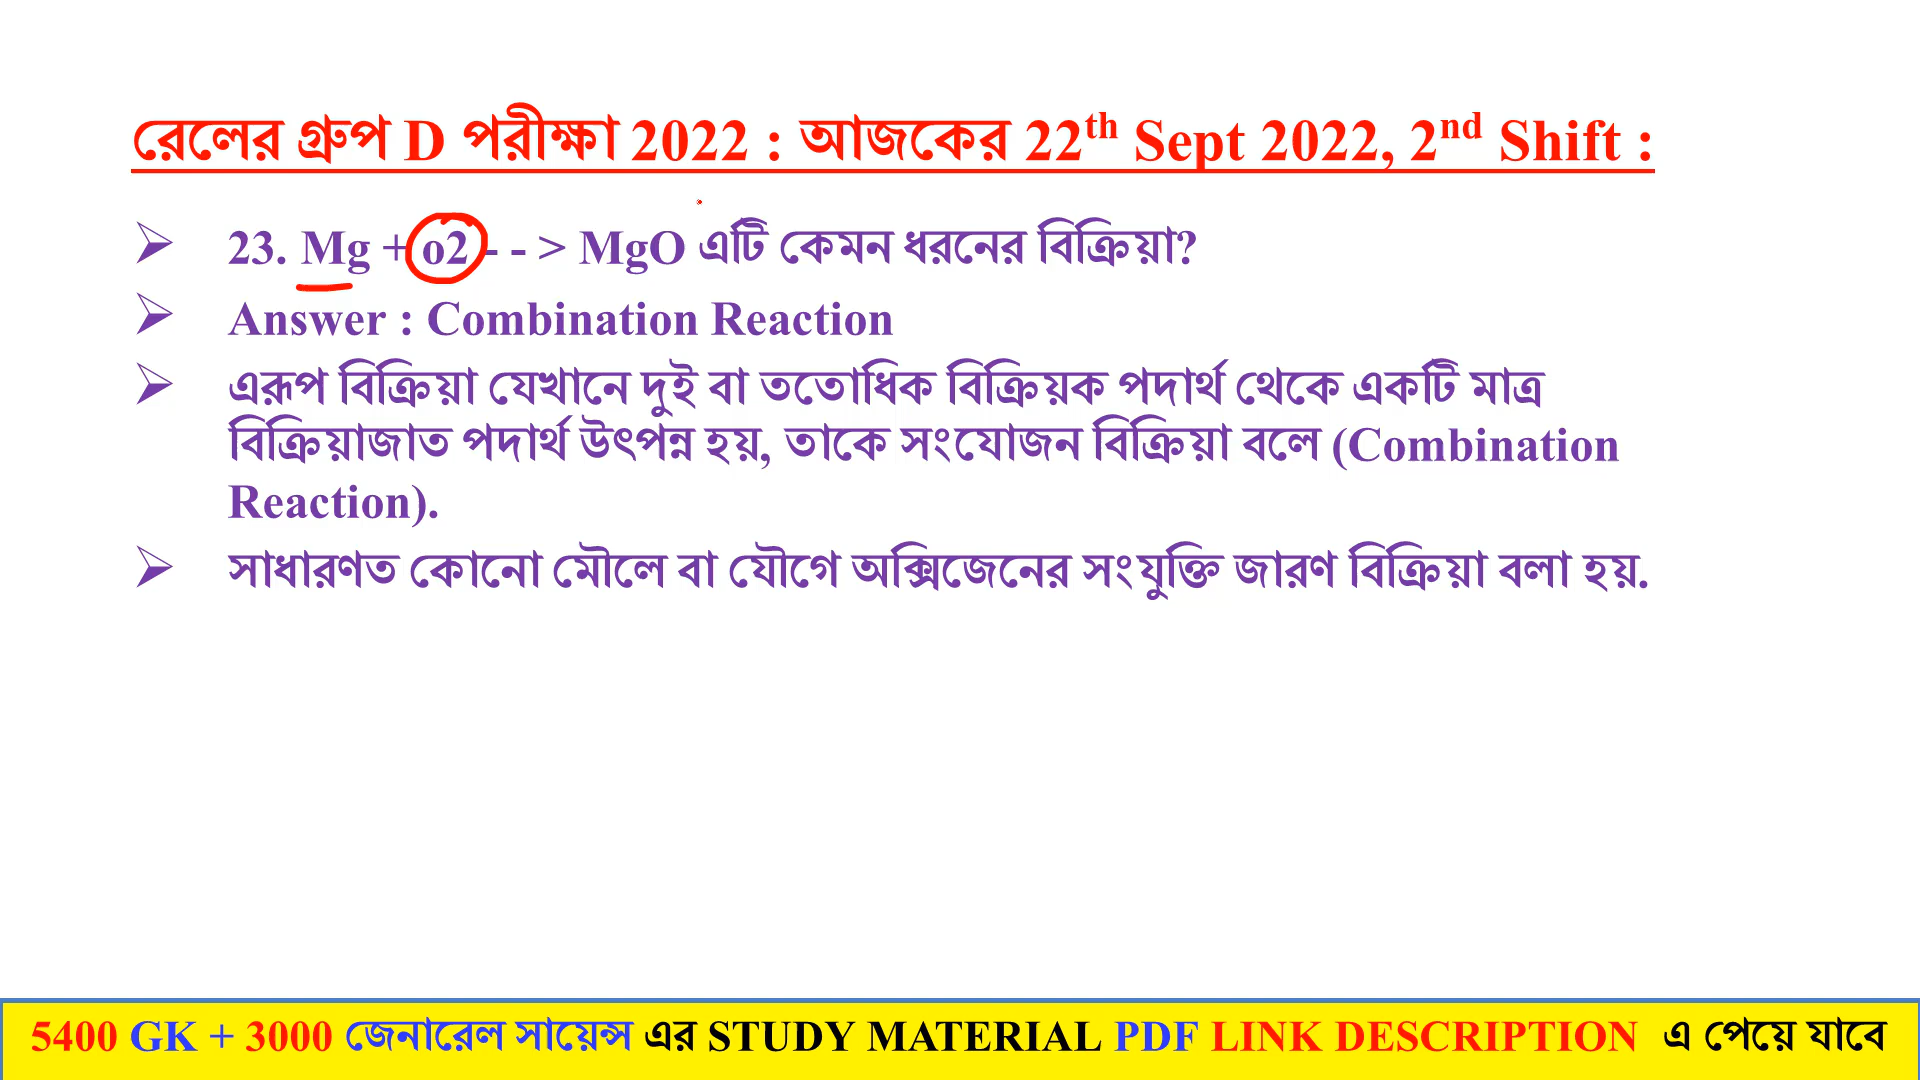 রেলের গ্রুপ D পরীক্ষা 2022 : আজকের 22th Sept 2022, 2nd Shift :
➢ 23. Mg + o2 - - > MgO এটি কেমন ধরনের বিক্রিয়া?
➢ Answer : Combination Reaction
➢ এরূপ বিক্রিয়া যেখানে দুই বা ততোধিক বিক্রিয়ক পদার্থ থেকে একটি মাত্র
বিক্রিয়াজাত পদার্থ উৎপন্ন হয়, তাকে সংযোজন বিক্রিয়া বলে (Combination
Reaction).
➢ সাধারণত কোনো মৌলে বা যৌগে অক্সিজেনের সংযুক্তি জারণ বিক্রিয়া বলা হয়.
5400 GK + 3000 জেনারেল সায়েন্স এর STUDY MATERIAL PDF LINK DESCRIPTION এ পেয়ে যাবে